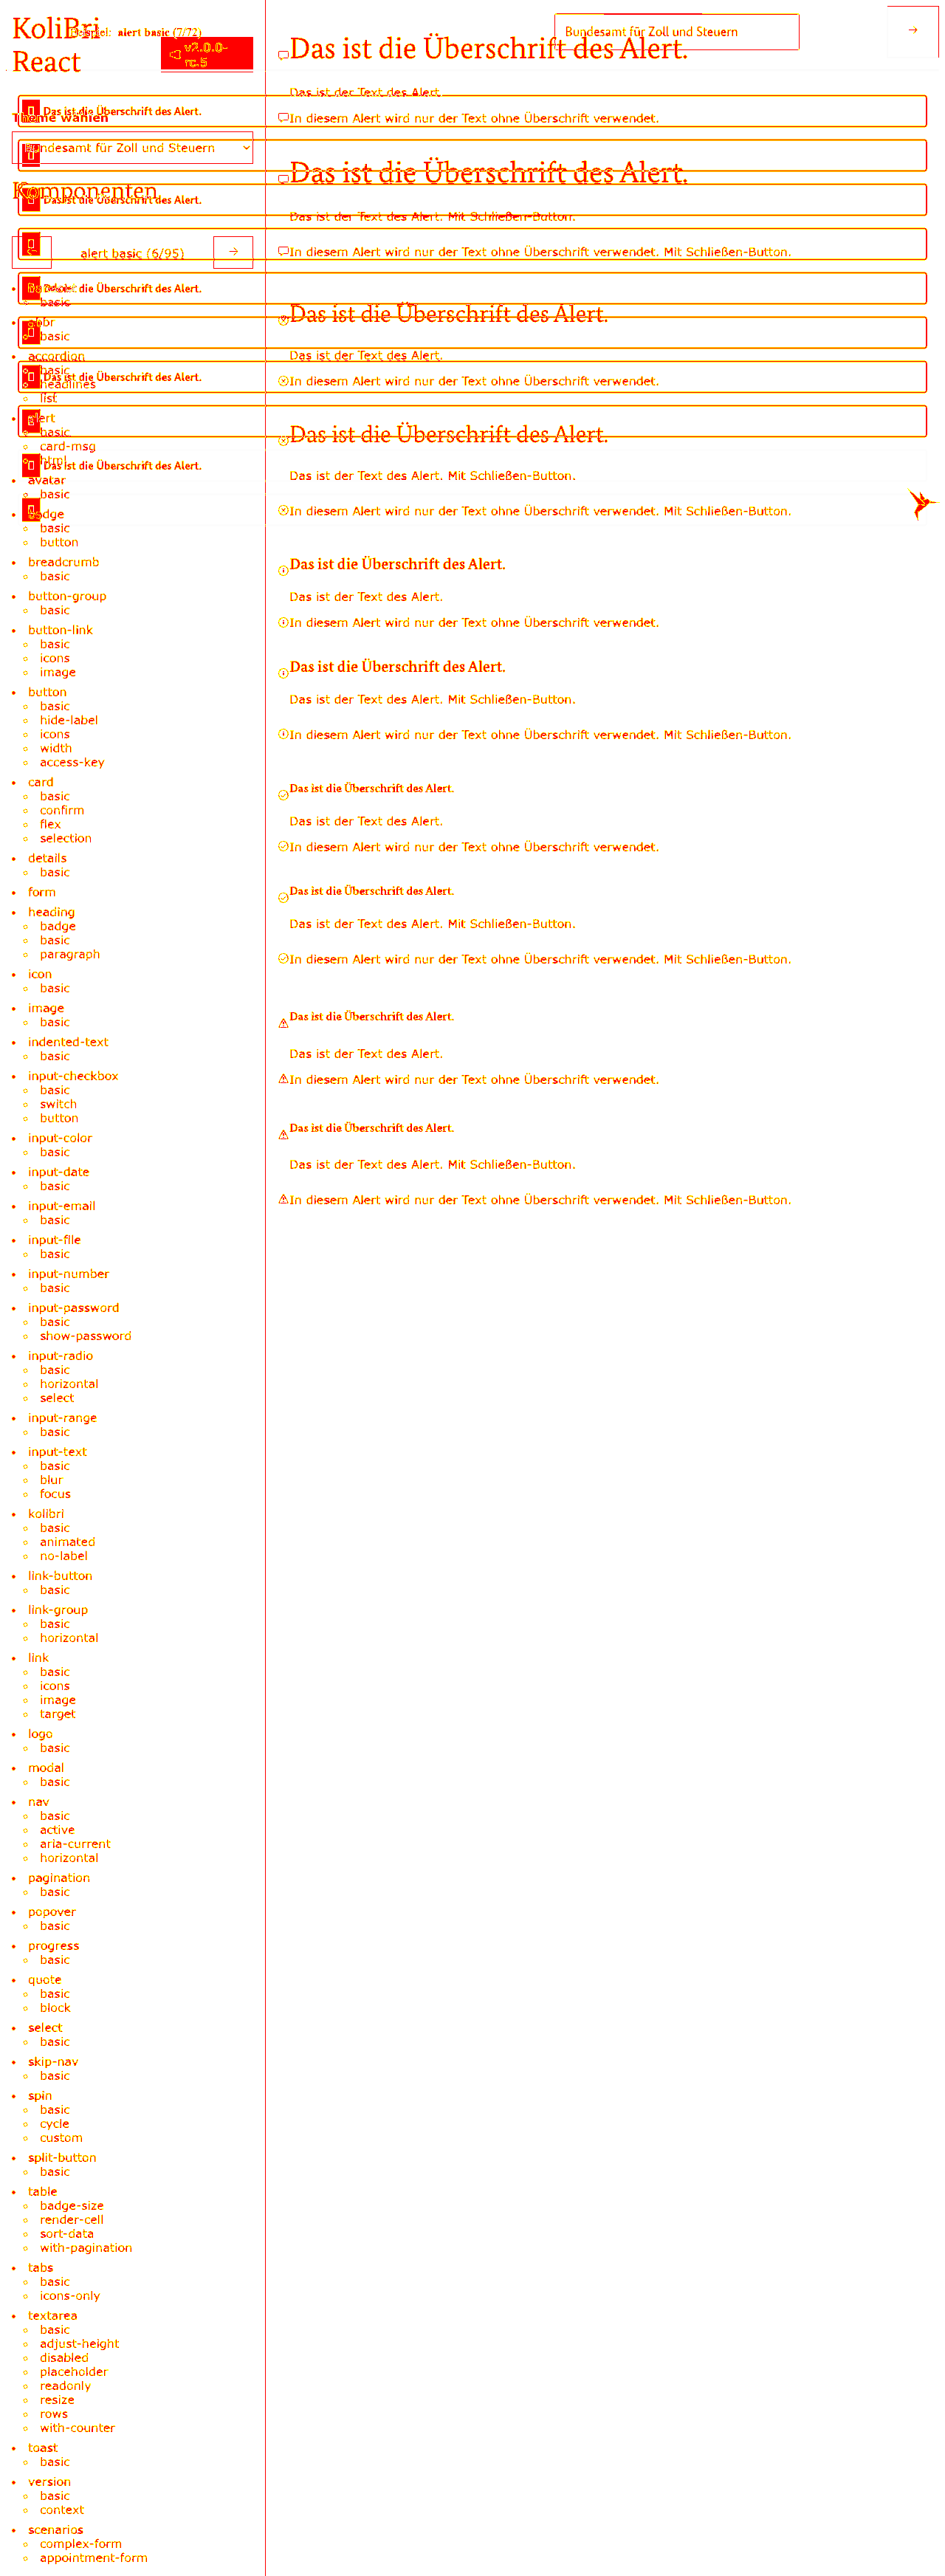 KoliBri
React
alert basic (7/72)
v2.0.0-
rc.5
Bundesamt für Zoll und Steuern
Theme wählen
Bundesamt für Zoll und Steuern
Komponenten
alert basic (6/95)
basic
abbr
basic
accordion
basic
headlines
list
alert
basic
card-msg
html
avatar
basic
badge
basic
button
breadcrumb
basic
button-group
basic
button-link
basic
icons
image
button
basic
hide-label
icons
width
access-key
card
basic
confirm
flex
selection
details
basic
form
heading
badge
basic
paragraph
icon
basic
image
basic
indented-text
basic
input-checkbox
basic
switch
button
input-color
basic
input-date
basic
input-email
basic
input-file
basic
input-number
basic
input-password
basic
show-password
input-radio
basic
horizontal
select
input-range
basic
input-text
basic
blur
focus
kolibri
basic
animated
no-label
link-button
basic
link-group
basic
horizontal
link
basic
icons
image
target
logo
basic
modal
basic
nav
basic
active
aria-current
horizontal
pagination
basic
popover
basic
progress
basic
quote
basic
block
select
basic
skip-nav
basic
spin
basic
cycle
custom
split-button
basic
table
badge-size
render-cell
sort-data
with-pagination
tabs
basic
icons-only
textarea
basic
adjust-height
disabled
placeholder
readonly
resize
rows
with-counter
toast
basic
version
basic
context
scenarios
complex-form
appointment-form
Das ist die Überschrift des Alert.
Das ist die Überschrift des Alert.
Das ist die Überschrift des Alert.
Das ist die Überschrift des Alert.
Das ist die Überschrift des Alert.
Das ist die Überschrift des Alert.
Das ist der Text des Alert.
In diesem Alert wird nur der Text ohne Überschrift verwendet.
Das ist die Überschrift des Alert.
Das ist der Text des Alert. Mit Schließen-Button.
In diesem Alert wird nur der Text ohne Überschrift verwendet. Mit Schließen-Button.
Das ist die Überschrift des Alert.
Das ist der Text des Alert.
In diesem Alert wird nur der Text ohne Überschrift verwendet.
Das ist die Überschrift des Alert.
Das ist der Text des Alert. Mit Schließen-Button.
In diesem Alert wird nur der Text ohne Überschrift verwendet. Mit Schließen-Button.
Das ist die Überschrift des Alert.
Das ist der Text des Alert.
In diesem Alert wird nur der Text ohne Überschrift verwendet.
Das ist die Überschrift des Alert.
Das ist der Text des Alert. Mit Schließen-Button.
In diesem Alert wird nur der Text ohne Überschrift verwendet. Mit Schließen-Button.
Das ist die Überschrift des Alert.
Das ist der Text des Alert.
In diesem Alert wird nur der Text ohne Überschrift verwendet.
Das ist die Überschrift des Alert.
Das ist der Text des Alert. Mit Schließen-Button.
In diesem Alert wird nur der Text ohne Überschrift verwendet. Mit Schließen-Button.
Das ist die Überschrift des Alert.
Das ist der Text des Alert.
In diesem Alert wird nur der Text ohne Überschrift verwendet.
Das ist die Überschrift des Alert.
Das ist der Text des Alert. Mit Schließen-Button.
In diesem Alert wird nur der Text ohne Überschrift verwendet. Mit Schließen-Button.